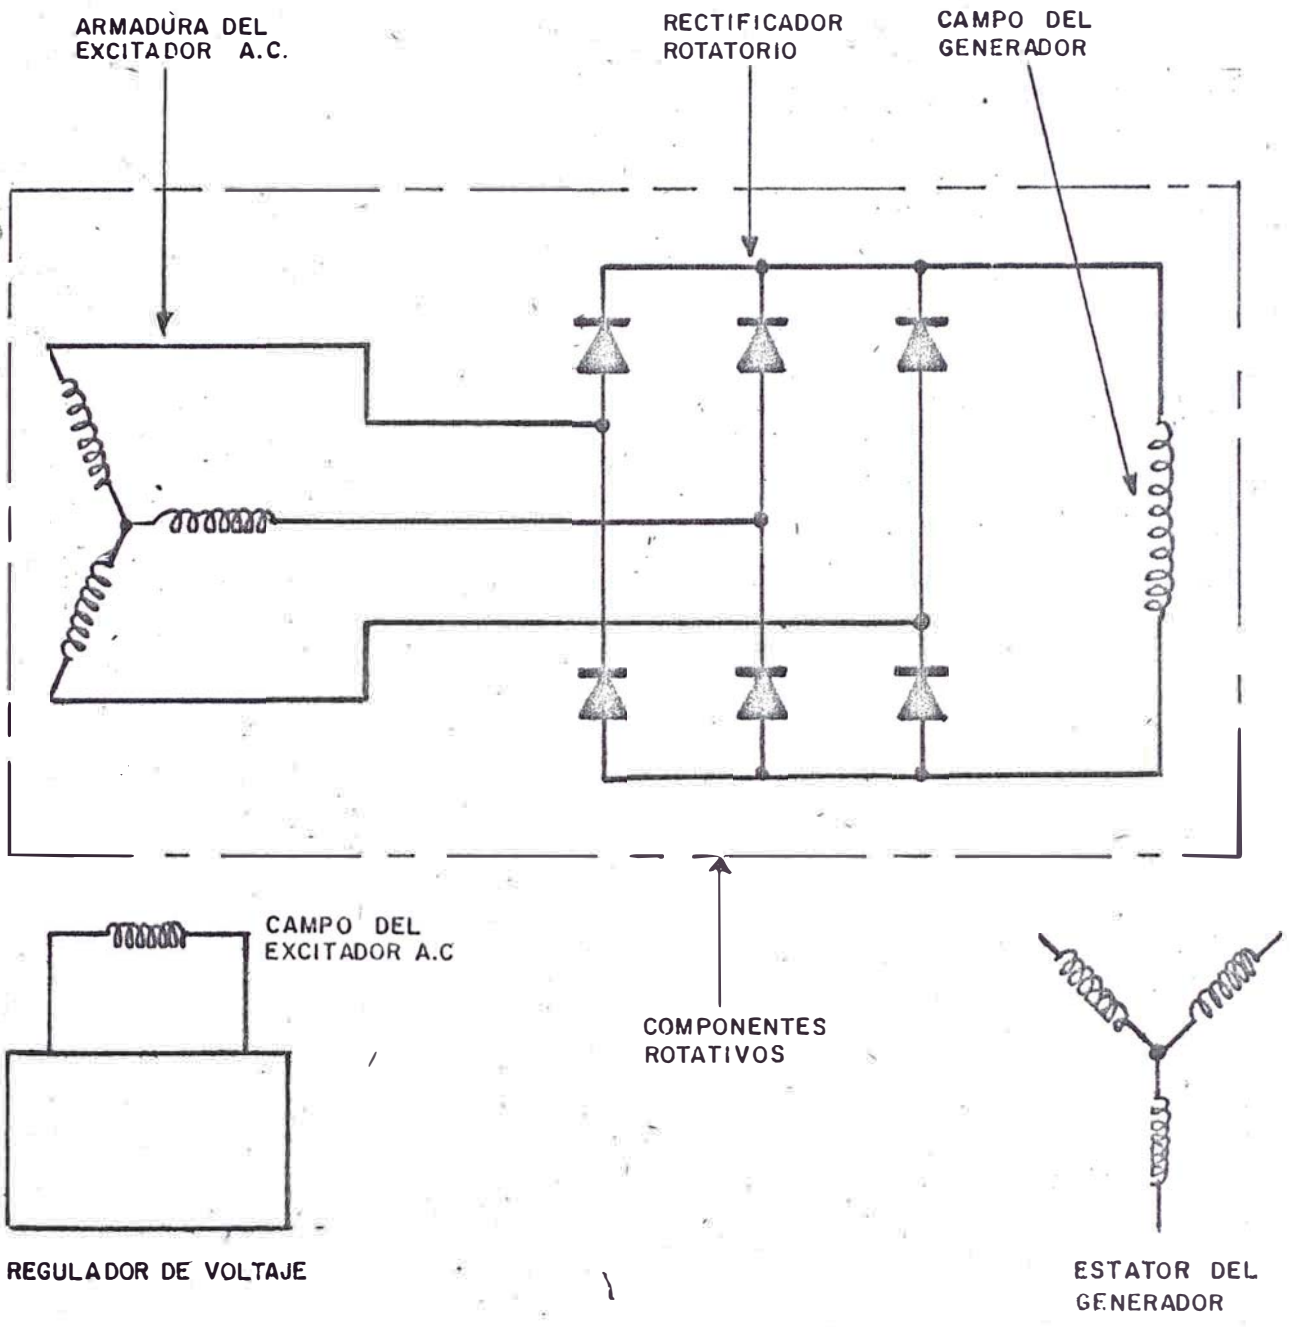 ARMADURA DEL
EXCITADOR A.C.
RECTIFICADOR
ROTATORIO
CAMPO DEL
GENERADOR
CAMPO DEL
EXCITADOR A.C
COMPONENTES
ROTATIVOS
REGULADOR DE VOLTAJE
ESTATOR DEL
GENERADOR